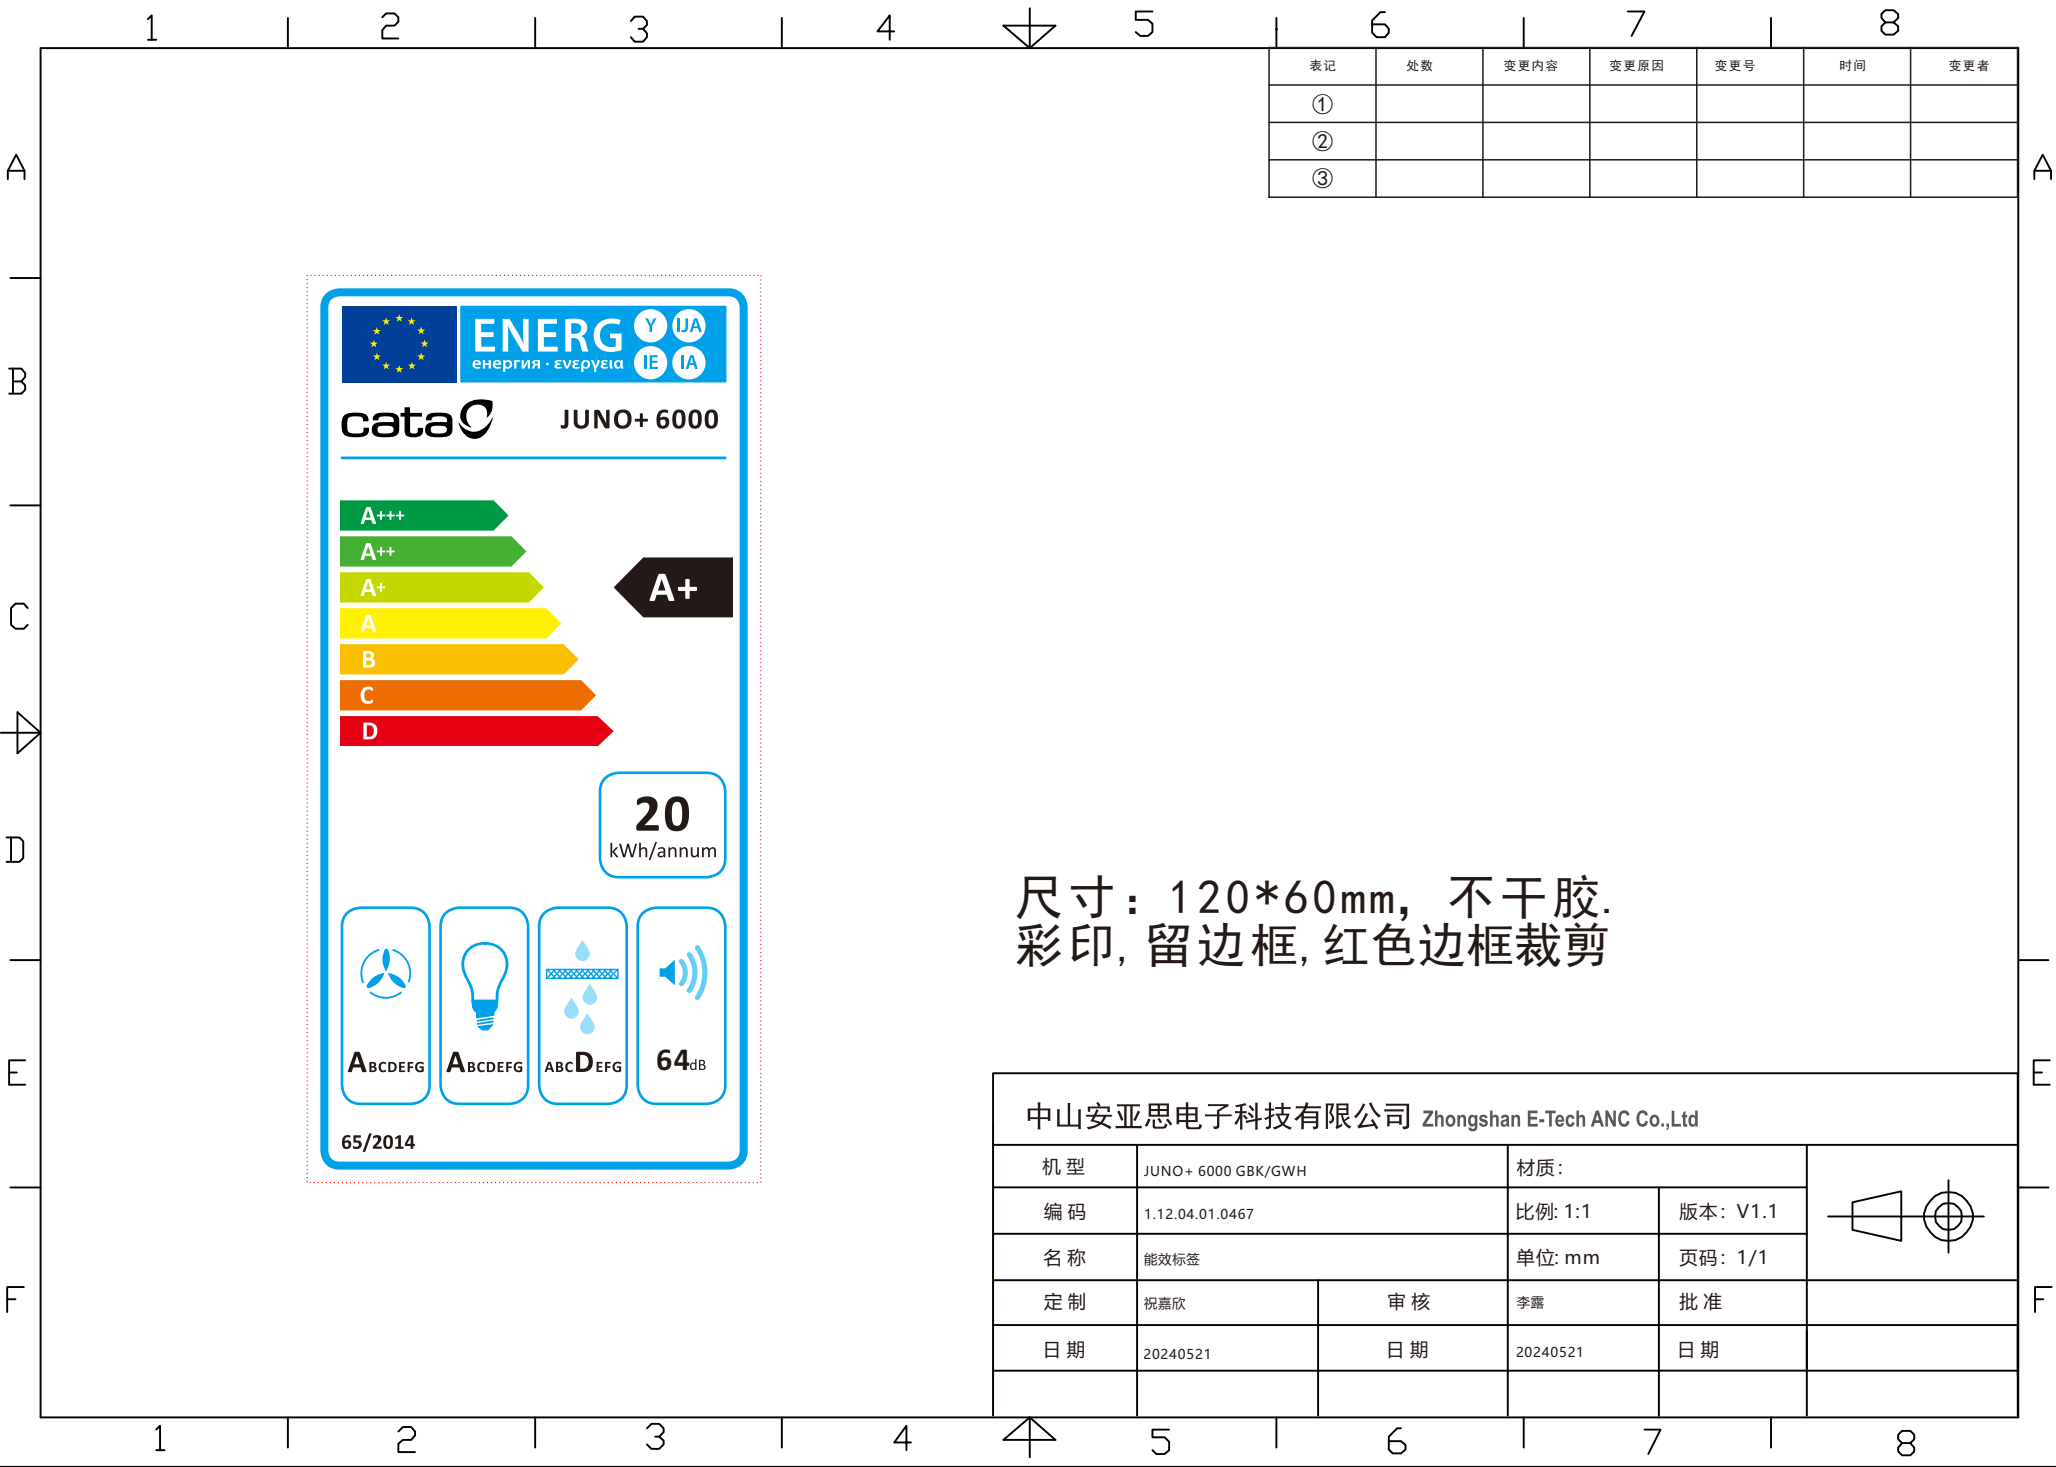 1 2 3 4 5 6 7 8
表记 处数 变更内容 变更原因 变更号 时间 变更者
①
②
③
A A
B
C
D
E E
F F
ENERG Y IJA
енергия · ενεργεια IE IA
cata JUNO+ 6000
A+++
A++
A+
A+
A
B
C
D
20
kWh/annum
ABCDEFG ABCDEFG ABCDEFG 64dB
65/2014
尺寸: 120*60mm, 不干胶.
彩印, 留边框, 红色边框裁剪
中山安亚思电子科技有限公司 Zhongshan E-Tech ANC Co.,Ltd
机 型 JUNO+ 6000 GBK/GWH 材质:
编 码 1.12.04.01.0467 比例: 1:1 版本: V1.1
名 称 能效标签 单位: mm 页码: 1/1
定 制 祝嘉欣 审 核 李露 批 准
日 期 20240521 日 期 20240521 日 期
1 2 3 4 5 6 7 8